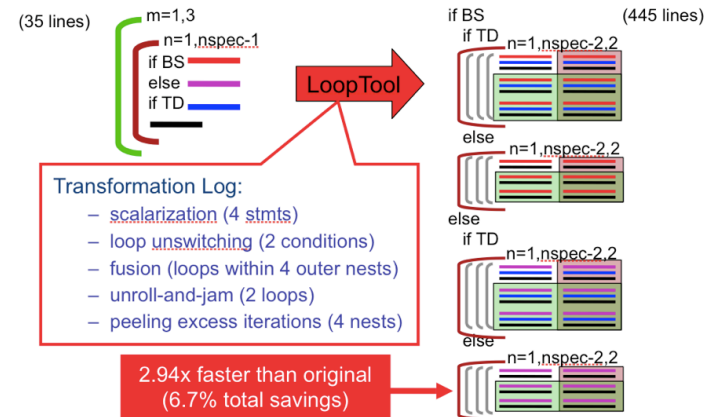 (35 lines)
m=1,3
n=1,nspec-1
if BS
else
if TD
LoopTool
Transformation Log:
– scalarization (4 stmts)
– loop unswitching (2 conditions)
– fusion (loops within 4 outer nests)
– unroll-and-jam (2 loops)
– peeling excess iterations (4 nests)
2.94x faster than original
(6.7% total savings)
if BS
(445 lines)
if TD
n=1,nspec-2,2
else
n=1,nspec-2,2
else
if TD
n=1,nspec-2,2
else
n=1,nspec-2,2